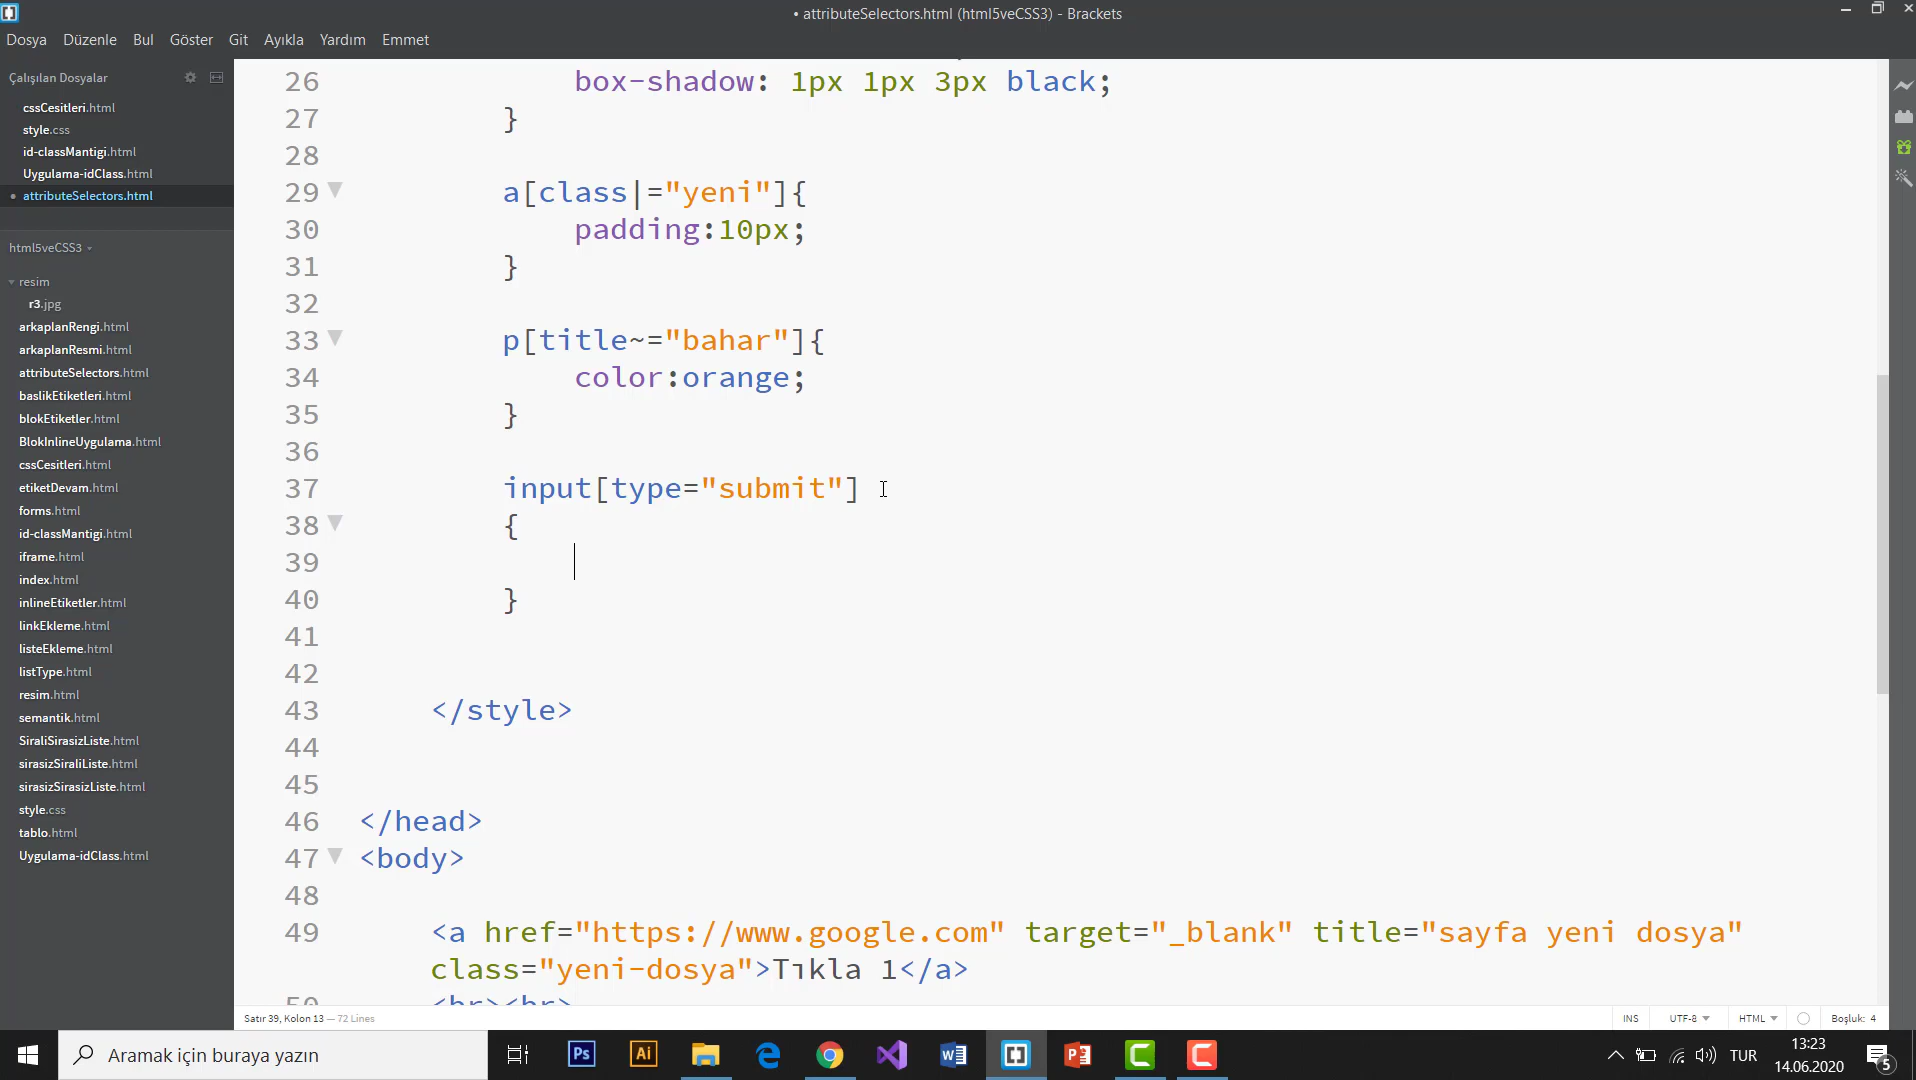 • attributeSelectors.html (html5veCSS3) - Brackets
Dosya Düzenle Bul Göster Git Ayıkla Yardım Emmet
Çalışılan Dosyalar
cssCesitleri.html
style.css
id-classMantigi.html
Uygulama-idClass.html
• attributeSelectors.html
html5veCSS3
resim
r3.jpg
arkaplanRengi.html
arkaplanResmi.html
attributeSelectors.html
baslikEtiketleri.html
blokEtiketler.html
BlokInlineUygulama.html
cssCesitleri.html
etiketDevam.html
forms.html
id-classMantigi.html
iframe.html
index.html
inlineEtiketler.html
linkEkleme.html
listeEkleme.html
listType.html
resim.html
semantik.html
SiraliSirasizListe.html
sirasizSiraliListe.html
sirasizSirasizListe.html
style.css
tablo.html
Uygulama-idClass.html
26 box-shadow: 1px 1px 3px black;
27 }
28
29 a[class|="yeni"]{
30 padding:10px;
31 }
32
33 p[title~="bahar"]{
34 color:orange;
35 }
36
37 input[type="submit"]
38 {
39
40 }
41
42
43 </style>
44
45
46 </head>
47 <body>
48
49 <a href="https://www.google.com" target="_blank" title="sayfa yeni dosya"
class="yeni-dosya">Tıkla 1</a>
50 <br><br>
Satır 39, Kolon 13 — 72 Lines
INS UTF-8 HTML Boşluk: 4
Aramak için buraya yazın
Ps
Ai
TUR
13:23
14.06.2020
5